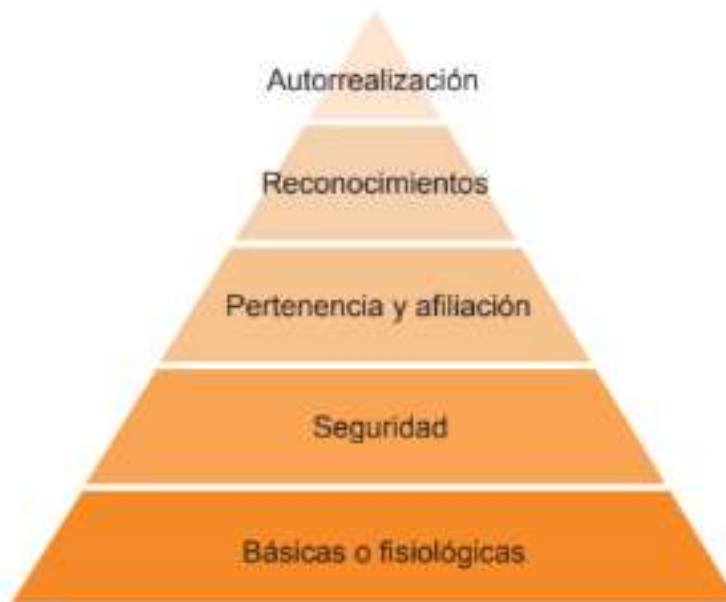 Autorrealización
Reconocimientos
Pertenencia y afiliación
Seguridad
Básicas o fisiológicas